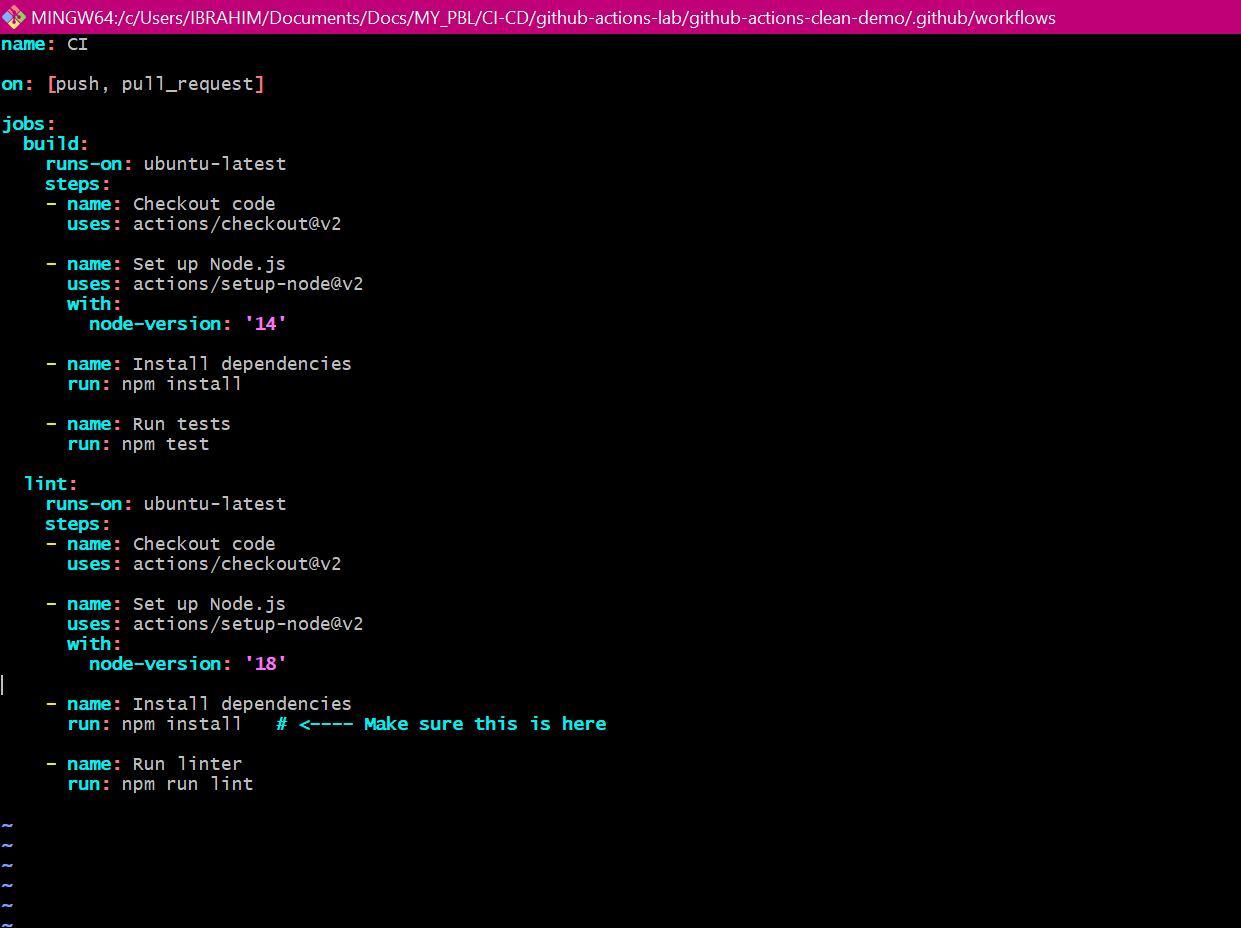 MINGW64:/c/Users/IBRAHIM/Documents/Docs/MY_PBL/CI-CD/github-actions-lab/github-actions-clean-demo/.github/workflows
name: CI

on: [push, pull_request]

jobs:
  build:
    runs-on: ubuntu-latest
    steps:
    - name: Checkout code
      uses: actions/checkout@v2

    - name: Set up Node.js
      uses: actions/setup-node@v2
      with:
        node-version: '14'

    - name: Install dependencies
      run: npm install

    - name: Run tests
      run: npm test

  lint:
    runs-on: ubuntu-latest
    steps:
    - name: Checkout code
      uses: actions/checkout@v2

    - name: Set up Node.js
      uses: actions/setup-node@v2
      with:
        node-version: '18'

    - name: Install dependencies
      run: npm install   # <---- Make sure this is here

    - name: Run linter
      run: npm run lint

~
~
~
~
~
~